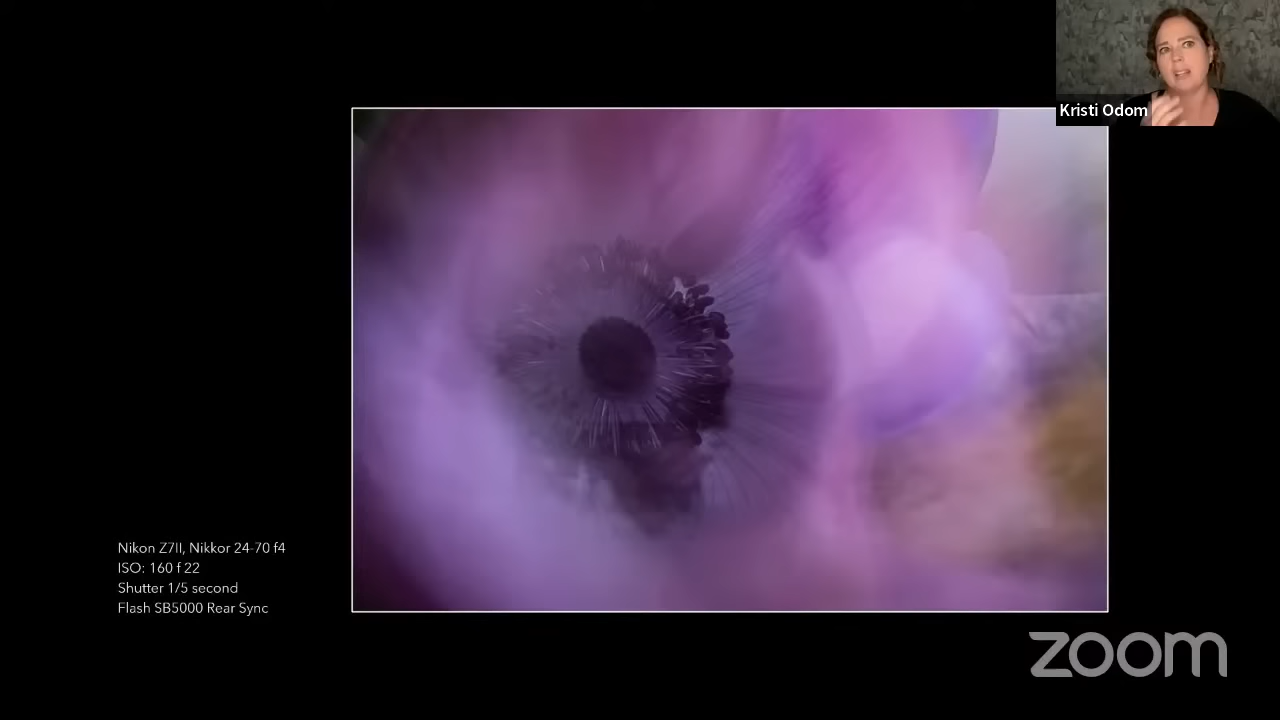 Kristi Odom
Nikon Z7II, Nikkor 24-70 f4
ISO: 160 f 22
Shutter 1/5 second
Flash SB5000 Rear Sync
zoom